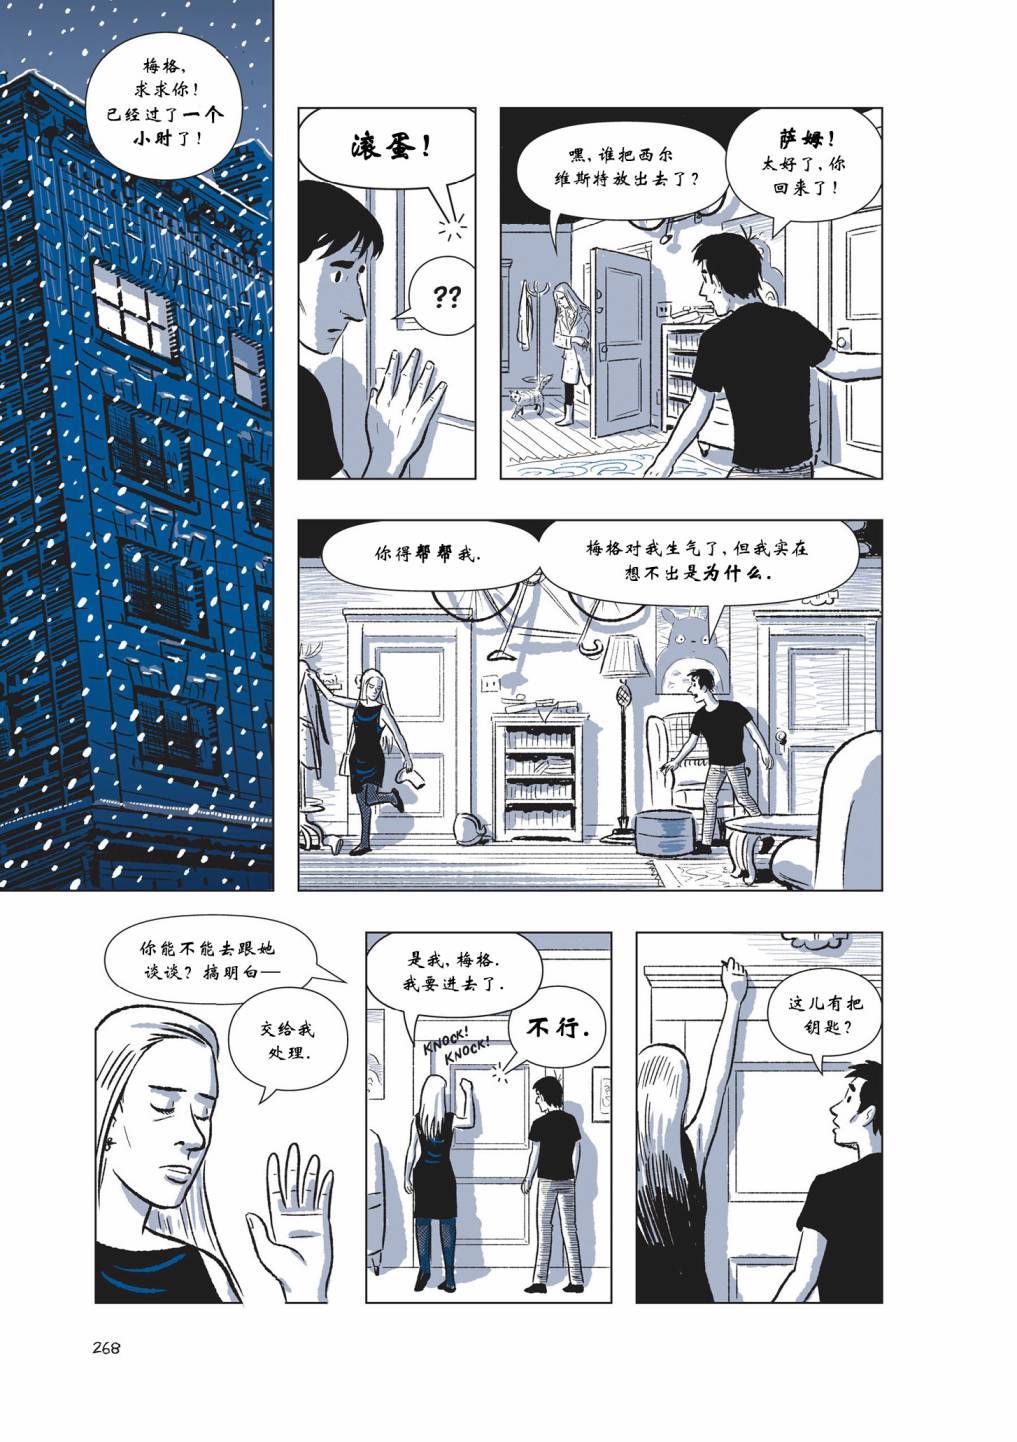 梅格,
求求你!
已经过了一个
小时了!
滚蛋!
??
嘿,谁把西尔
维斯特放出去了?
萨姆!
太好了,你
回来了!
你得帮帮我.
梅格对我生气了,但我实在
想不出是为什么.
你能不能去跟她
谈谈?搞明白—
交给我
处理.
是我,梅格.
我要进去了.
KNOCK!
KNOCK!
不行.
这儿有把
钥匙?
268